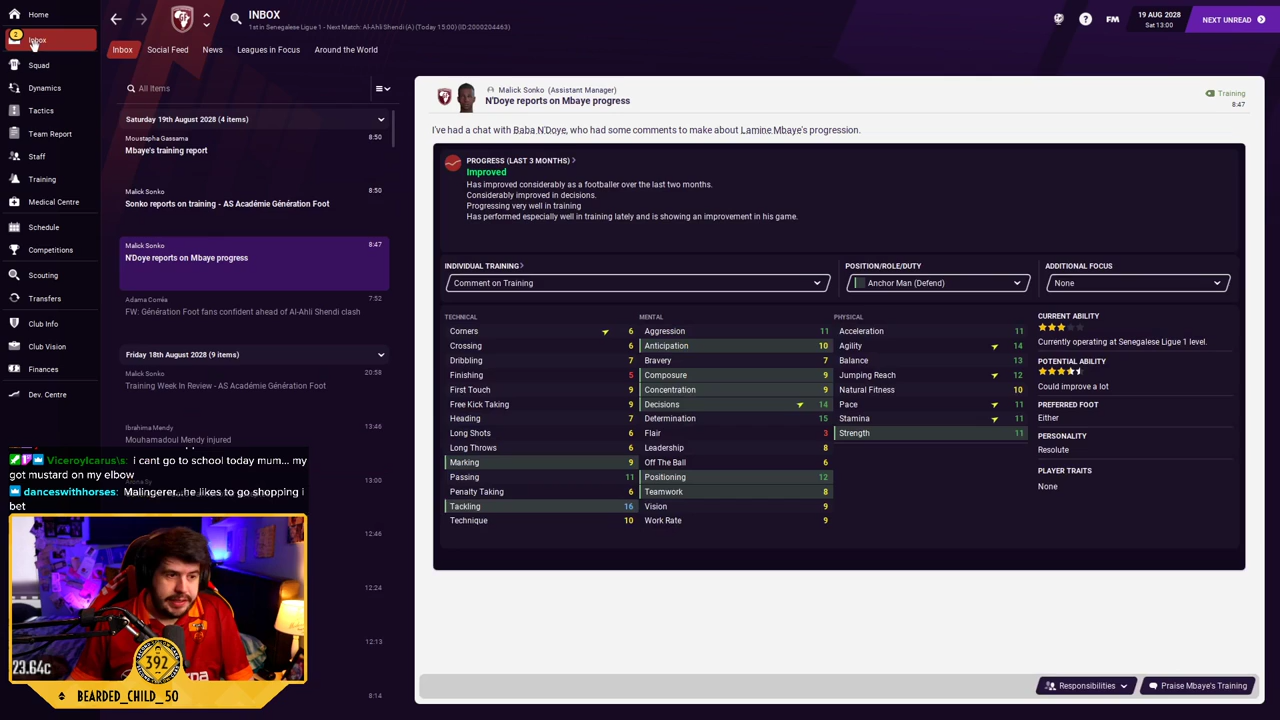 Home
INBOX
1st in Senegalese Ligue 1 - Next Match: Al-Ahli Shendi (A) (Today 15:00) (ID:2000204463)
FM
19 AUG 2028
Sat 13:00
NEXT UNREAD
2
Inbox
Squad
Dynamics
Tactics
Team Report
Staff
Training
Medical Centre
Schedule
Competitions
Scouting
Transfers
Club Info
Club Vision
Finances
Dev. Centre
Inbox
Social Feed
News
Leagues in Focus
Around the World
All Items
Saturday 19th August 2028 (4 items)
Moustapha Gassama
8:50
Mbaye's training report
Malick Sonko
8:50
Sonko reports on training - AS Académie Génération Foot
Malick Sonko
8:47
N'Doye reports on Mbaye progress
Adama Corréa
7:52
FW: Génération Foot fans confident ahead of Al-Ahli Shendi clash
Friday 18th August 2028 (9 items)
Malick Sonko
20:58
Training Week In Review - AS Académie Génération Foot
Ibrahima Mendy
13:46
Mouhamadoul Mendy injured
13:00
12:46
12:24
12:13
8:14
ViceroyIcarus\s: i cant go to school today mum... my
got mustard on my elbow
danceswithhorses: Malingerer...he likes to go shopping i
bet
392
23.64c
BEARDED_CHILD_50
Malick Sonko (Assistant Manager)
N'Doye reports on Mbaye progress
Training
8:47
I've had a chat with Baba N'Doye, who had some comments to make about Lamine Mbaye's progression.
PROGRESS (LAST 3 MONTHS)
Improved
Has improved considerably as a footballer over the last two months.
Considerably improved in decisions.
Progressing very well in training
Has performed especially well in training lately and is showing an improvement in his game.
INDIVIDUAL TRAINING
Comment on Training
POSITION/ROLE/DUTY
Anchor Man (Defend)
ADDITIONAL FOCUS
None
TECHNICAL
Corners 6
Crossing 6
Dribbling 7
Finishing 5
First Touch 9
Free Kick Taking 9
Heading 7
Long Shots 6
Long Throws 6
Marking 9
Passing 11
Penalty Taking 6
Tackling 16
Technique 10
MENTAL
Aggression 11
Anticipation 10
Bravery 7
Composure 9
Concentration 9
Decisions 14
Determination 15
Flair 3
Leadership 8
Off The Ball 6
Positioning 12
Teamwork 8
Vision 9
Work Rate 9
PHYSICAL
Acceleration 11
Agility 14
Balance 13
Jumping Reach 12
Natural Fitness 10
Pace 11
Stamina 11
Strength 11
CURRENT ABILITY
Currently operating at Senegalese Ligue 1 level.
POTENTIAL ABILITY
Could improve a lot
PREFERRED FOOT
Either
PERSONALITY
Resolute
PLAYER TRAITS
None
Responsibilities
Praise Mbaye's Training